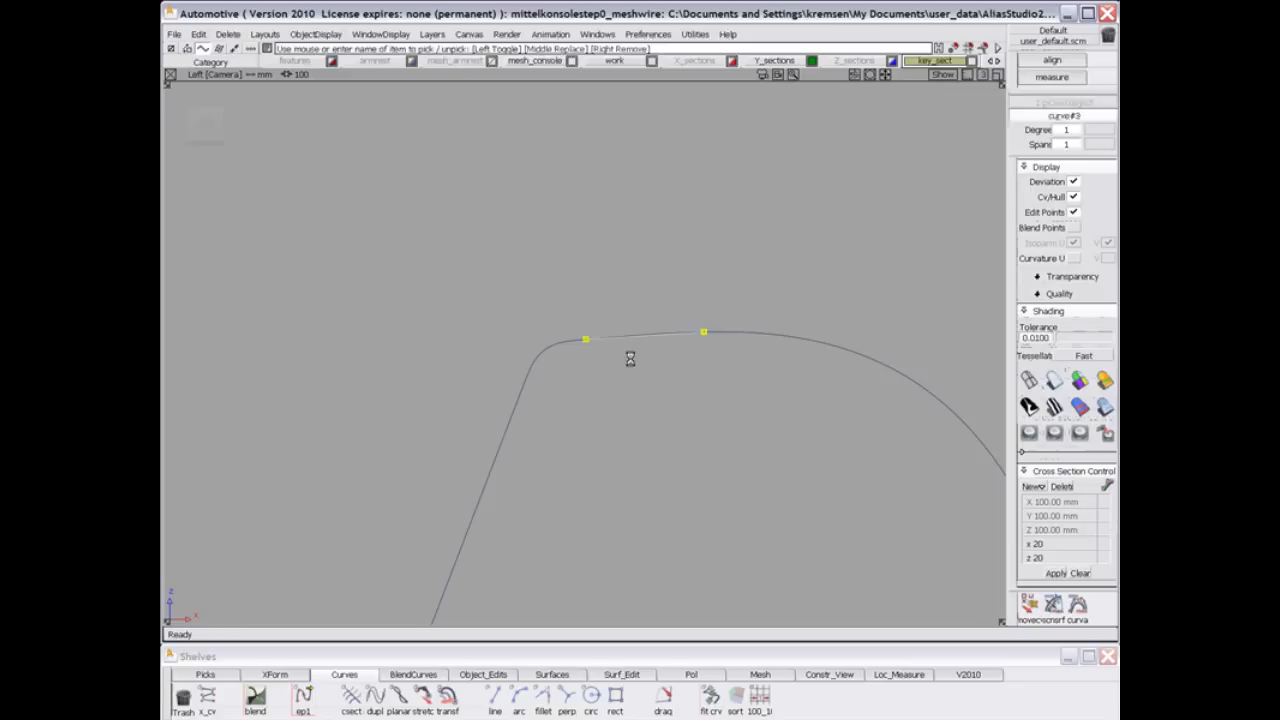 Automotive ( Version 2010 License expires: none (permanent) ): mittelkonsolestep0_meshwire: C:\Documents and Settings\kremsen\My Documents\user_data\AliasStudio2...
File Edit Delete Layouts ObjectDisplay WindowDisplay Layers Canvas Render Animation Windows Preferences Utilities Help
Use mouse or enter name of item to pick / unpick: [Left Toggle] [Middle Replace] [Right Remove]
Category features armrest mesh_armrest mesh_console work X_sections Y_sections Z_sections key_sect
Left [Camera] mm 100 Show 3
Default
user_default.scm
align
measure
1 picked object
curve#3
Degree 1
Spans 1
Display
Deviation
Cv/Hull
Edit Points
Blend Points
Isoparm U V
Curvature U V
Transparency
Quality
Shading
Tolerance
0.0100
Tessellat Fast
Cross Section Control
New Delete
X 100.00 mm
Y 100.00 mm
Z 100.00 mm
x 20
z 20
Apply Clear
z
x
Ready
Shelves
Picks XForm Curves BlendCurves Object_Edits Surfaces Surf_Edit Pol Mesh Constr_View Loc_Measure V2010
Trash x_cv blend ep1 csect dupl planar stretc transf line arc fillet perp. circ rect drag fit crv sort 100_1(